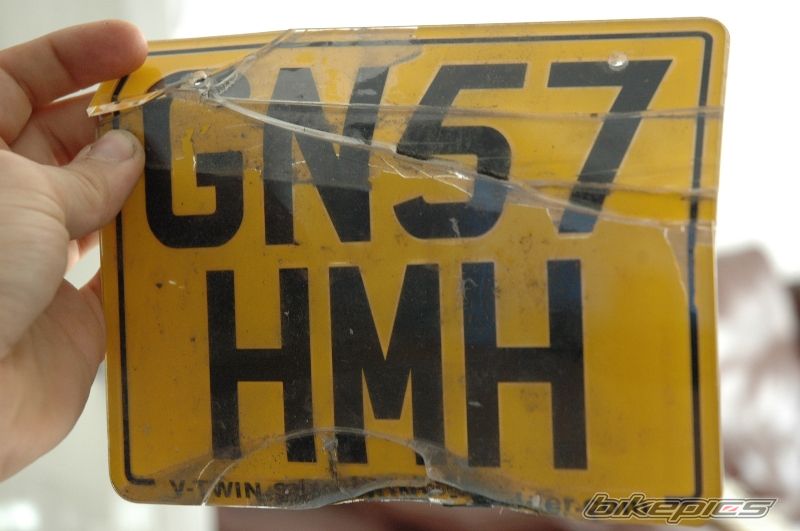 GN57
HMH
V-TWIN
bikepics